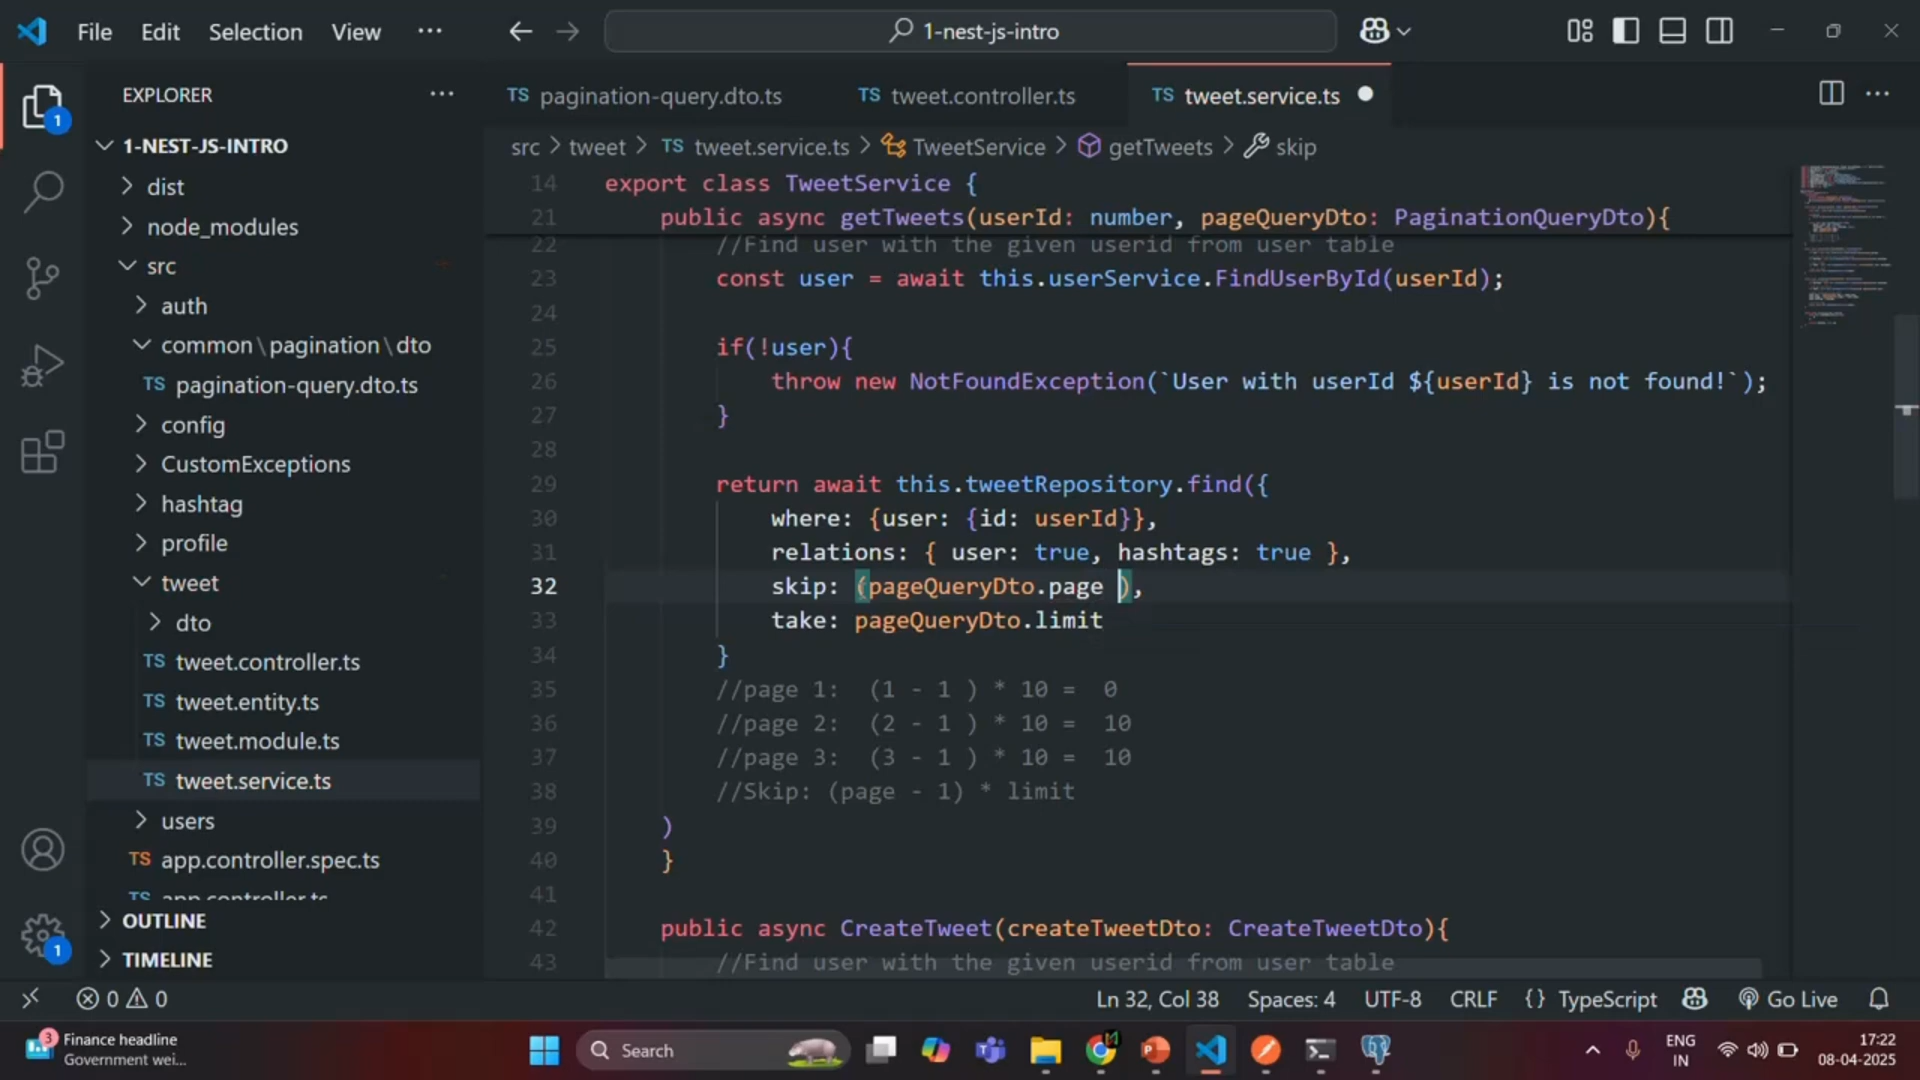 File Edit Selection View ··· 1-nest-js-intro
EXPLORER ···
TS pagination-query.dto.ts TS tweet.controller.ts TS tweet.service.ts ···
src > tweet > TS tweet.service.ts > TweetService > getTweets > skip
1-NEST-JS-INTRO
dist
node_modules
src
auth
common\pagination\dto
TS pagination-query.dto.ts
config
CustomExceptions
hashtag
profile
tweet
dto
TS tweet.controller.ts
TS tweet.entity.ts
TS tweet.module.ts
TS tweet.service.ts
users
TS app.controller.spec.ts
TS app.controller.ts
OUTLINE
TIMELINE
1
1
14 export class TweetService {
21 public async getTweets(userId: number, pageQueryDto: PaginationQueryDto){
22 //Find user with the given userid from user table
23 const user = await this.userService.FindUserById(userId);
24
25 if(!user){
26 throw new NotFoundException(`User with userId ${userId} is not found!`);
27 }
28
29 return await this.tweetRepository.find({
30 where: {user: {id: userId}},
31 relations: { user: true, hashtags: true },
32 skip: (pageQueryDto.page ),
33 take: pageQueryDto.limit
34 }
35 //page 1: (1 - 1 ) * 10 = 0
36 //page 2: (2 - 1 ) * 10 = 10
37 //page 3: (3 - 1 ) * 10 = 10
38 //Skip: (page - 1) * limit
39 )
40 }
41
42 public async CreateTweet(createTweetDto: CreateTweetDto){
43 //Find user with the given userid from user table
0 0 Ln 32, Col 38 Spaces: 4 UTF-8 CRLF {} TypeScript Go Live
3
Finance headline
Government wei...
Search
ENG
IN
17:22
08-04-2025